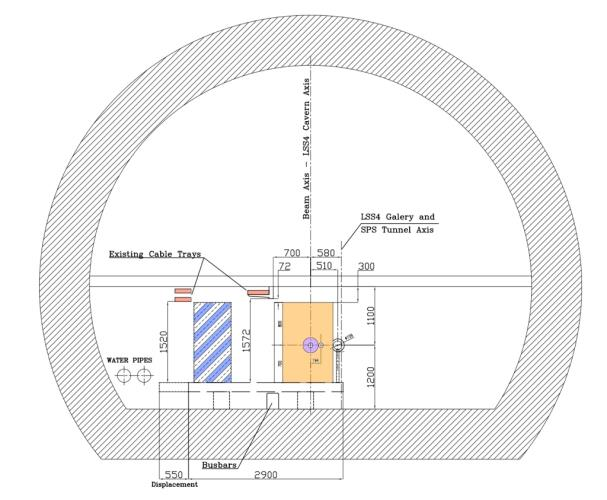 Beam Axis - LSS4 Cavern Axis
LSS4 Galery and
SPS Tunnel Axis
Existing Cable Trays
700
580
72
510
300
1100
1520
1572
WATER PIPES
1200
Busbars
550
2900
Displacement